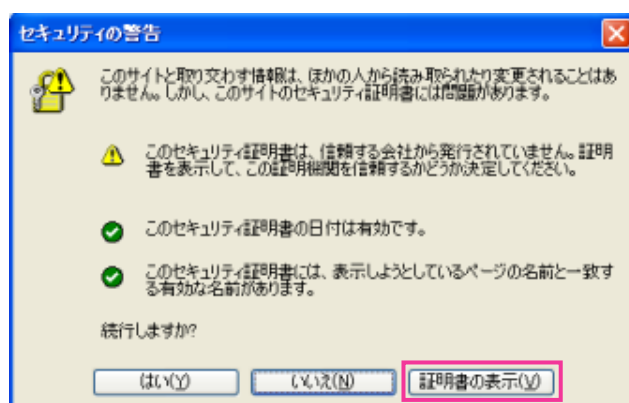 セキュリティの警告
このサイトと取り交わす情報は、ほかの人から読み取られたり変更されることはあ
りません。しかし、このサイトのセキュリティ証明書には問題があります。
このセキュリティ証明書は、信頼する会社から発行されていません。証明
書を表示して、この証明機関を信頼するかどうか決定してください。
このセキュリティ証明書の日付は有効です。
このセキュリティ証明書には、表示しようとしているページの名前と一致す
る有効な名前があります。
続行しますか?
はい(Y) いいえ(N) 証明書の表示(V)